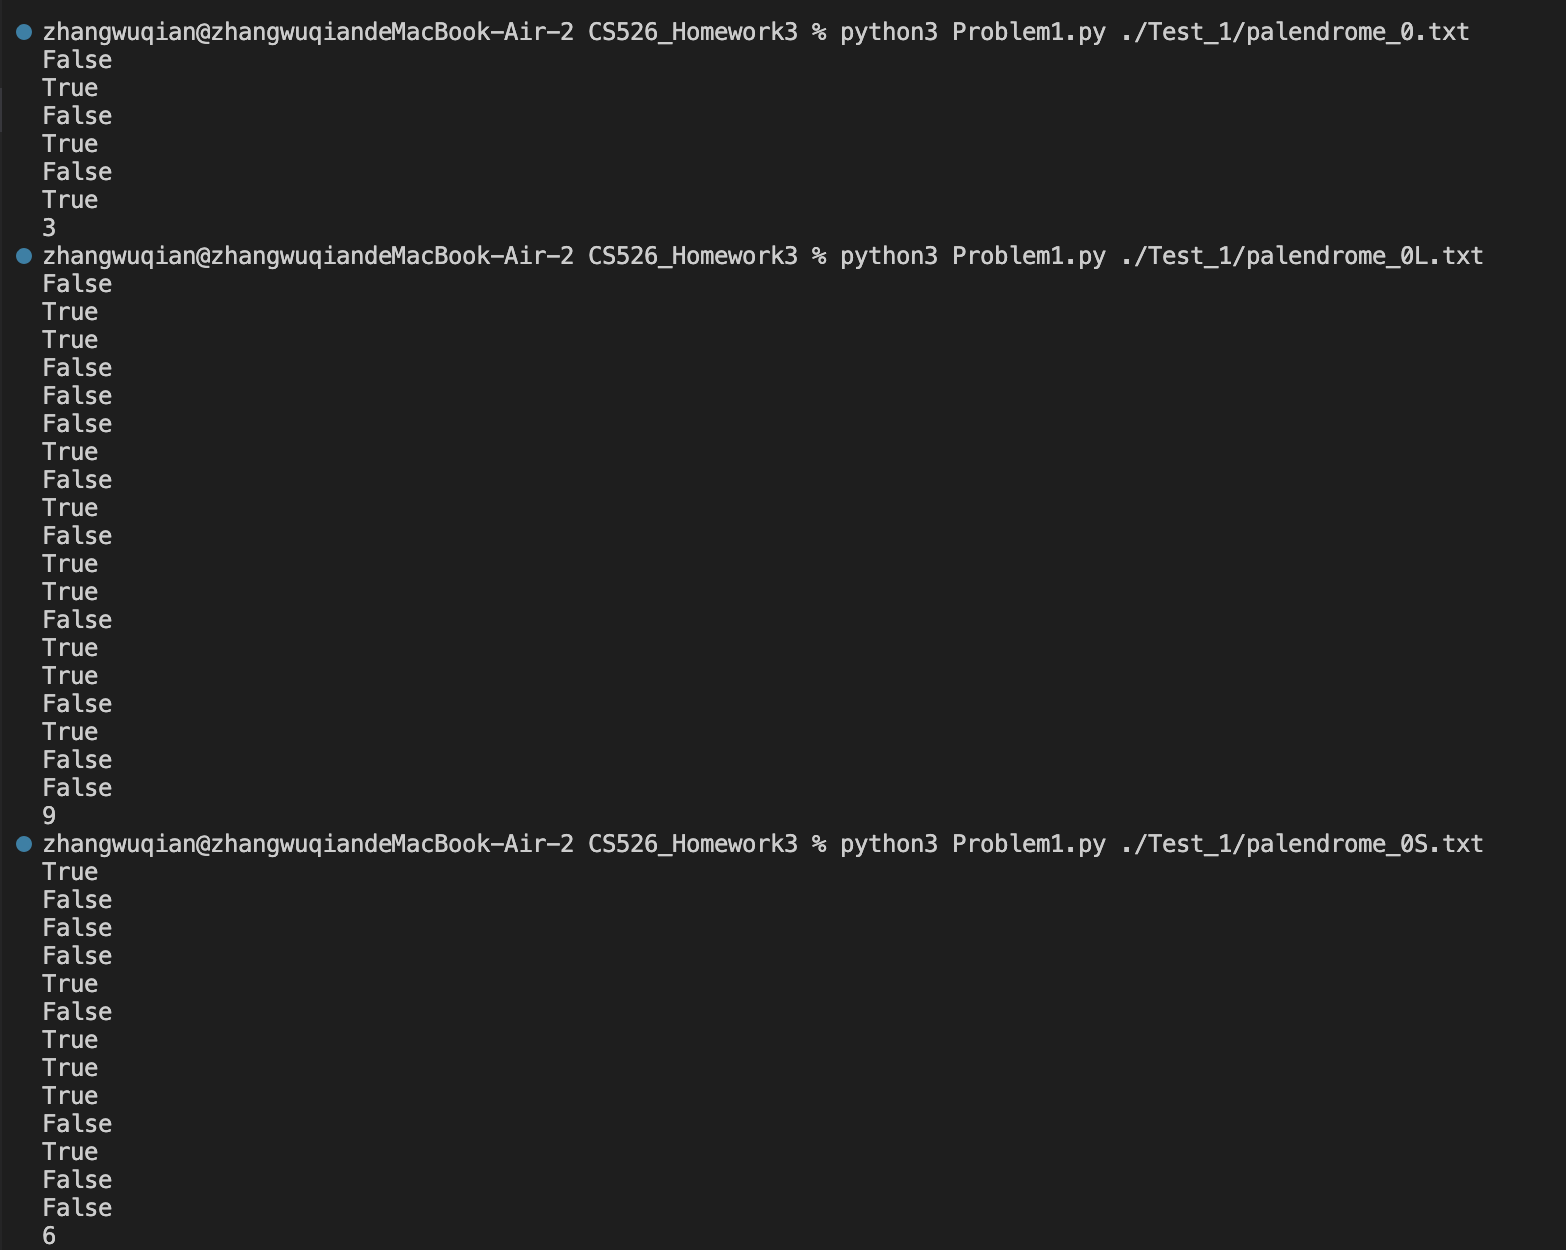 zhangwuqian@zhangwuqiandeMacBook-Air-2 CS526_Homework3 % python3 Problem1.py ./Test_1/palendrome_0.txt
False
True
False
True
False
True
3
zhangwuqian@zhangwuqiandeMacBook-Air-2 CS526_Homework3 % python3 Problem1.py ./Test_1/palendrome_0L.txt
False
True
True
False
False
False
True
False
True
False
True
True
False
True
True
False
True
False
False
9
zhangwuqian@zhangwuqiandeMacBook-Air-2 CS526_Homework3 % python3 Problem1.py ./Test_1/palendrome_0S.txt
True
False
False
False
True
False
True
True
True
False
True
False
False
6